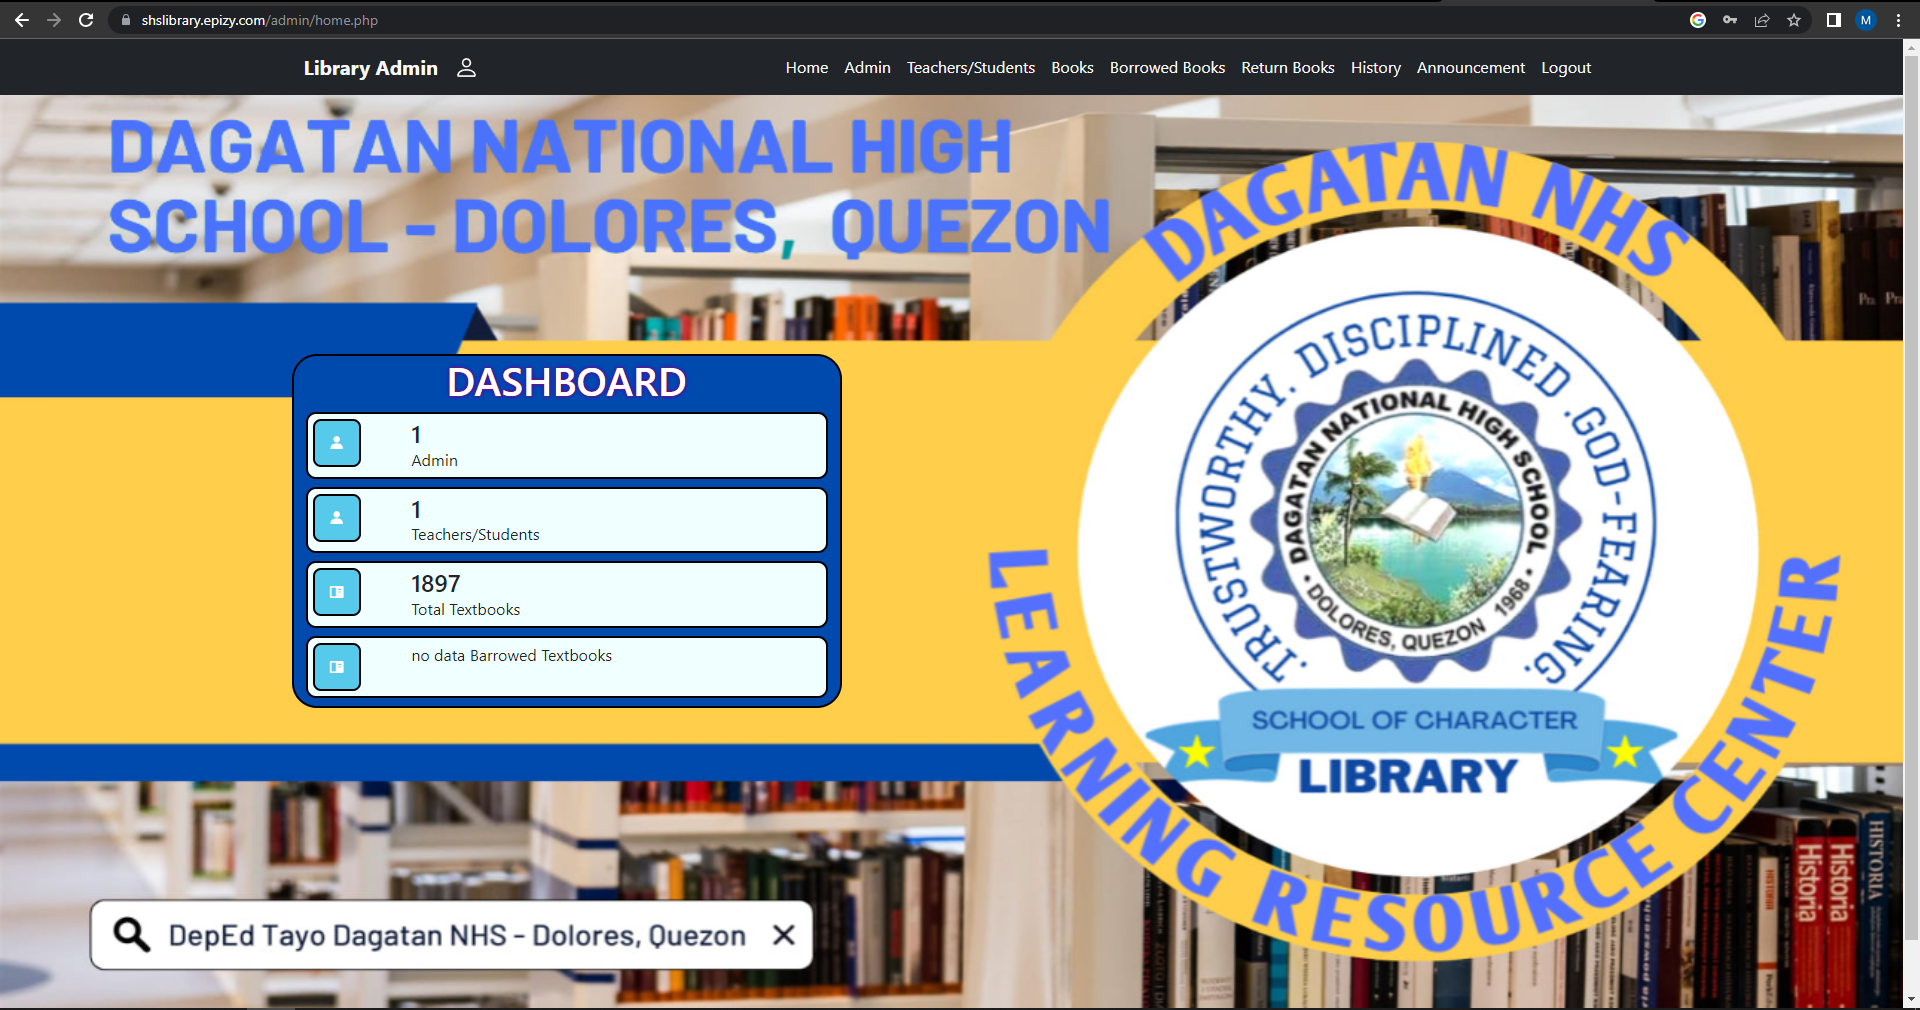 shslibrary.epizy.com/admin/home.php
M
Library Admin
Home Admin Teachers/Students Books Borrowed Books Return Books History Announcement Logout
DAGATAN NATIONAL HIGH
SCHOOL - DOLORES, QUEZON
DASHBOARD
1
Admin
1
Teachers/Students
1897
Total Textbooks
no data Barrowed Textbooks
DAGATAN NHS
TRUSTWORTHY. DISCIPLINED .GOD-FEARING.
DAGATAN NATIONAL HIGH SCHOOL
• DOLORES, QUEZON 1968 •
SCHOOL OF CHARACTER
LIBRARY
LEARNING RESOURCE CENTER
DepEd Tayo Dagatan NHS - Dolores, Quezon
Historia
Historia
HISTORIA